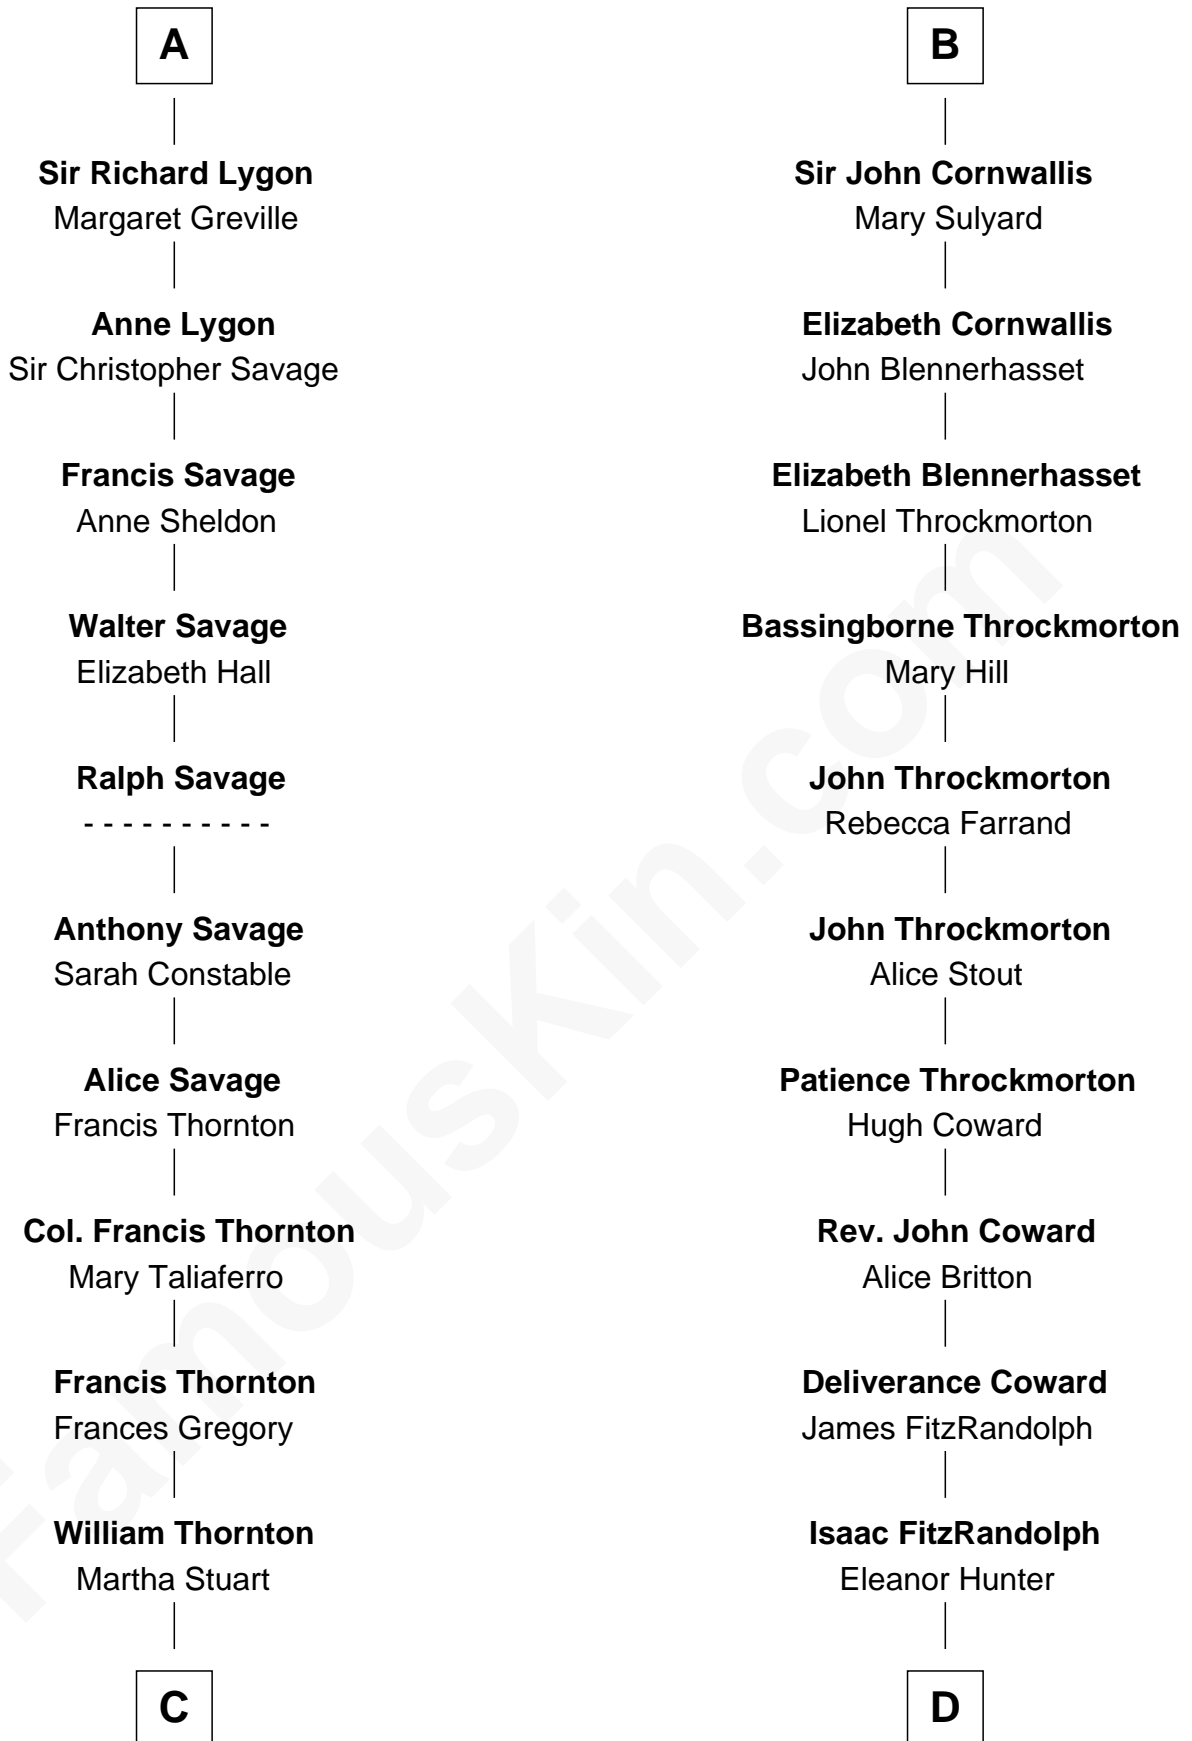 A
B
Sir Richard Lygon
Margaret Greville
Sir John Cornwallis
Mary Sulyard
Anne Lygon
Sir Christopher Savage
Elizabeth Cornwallis
John Blennerhasset
Francis Savage
Anne Sheldon
Elizabeth Blennerhasset
Lionel Throckmorton
Walter Savage
Elizabeth Hall
Bassingborne Throckmorton
Mary Hill
Ralph Savage
- - - - - - - - - -
John Throckmorton
Rebecca Farrand
Anthony Savage
Sarah Constable
John Throckmorton
Alice Stout
Alice Savage
Francis Thornton
Patience Throckmorton
Hugh Coward
Col. Francis Thornton
Mary Taliaferro
Rev. John Coward
Alice Britton
Francis Thornton
Frances Gregory
Deliverance Coward
James FitzRandolph
William Thornton
Martha Stuart
Isaac FitzRandolph
Eleanor Hunter
C
D
FamousKin.com